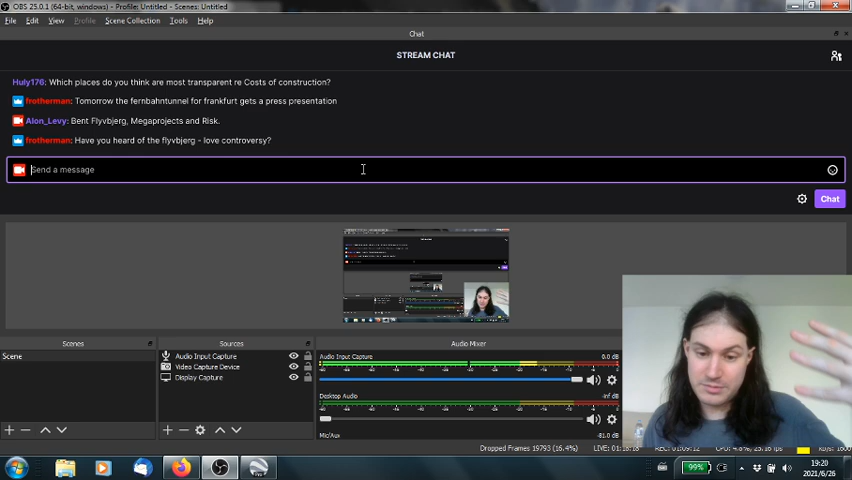 OBS 25.0.1 (64-bit, windows) - Profile: Untitled - Scenes: Untitled
File Edit View Profile Scene Collection Tools Help
Chat
STREAM CHAT
Huly176: Which places do you think are most transparent re Costs of construction?
frotherman: Tomorrow the fernbahntunnel for frankfurt gets a press presentation
Alon_Levy: Bent Flyvbjerg, Megaprojects and Risk.
frotherman: Have you heard of the flyvbjerg - love controversy?
Send a message
Chat
Scenes
Sources
Audio Mixer
Scene
Audio Input Capture
Video Capture Device
Display Capture
Audio Input Capture 0.0 dB
Desktop Audio -inf dB
Mic/Aux -81.0 dB
Dropped Frames 19793 (16.4%)
99%
19:20
2021/6/26